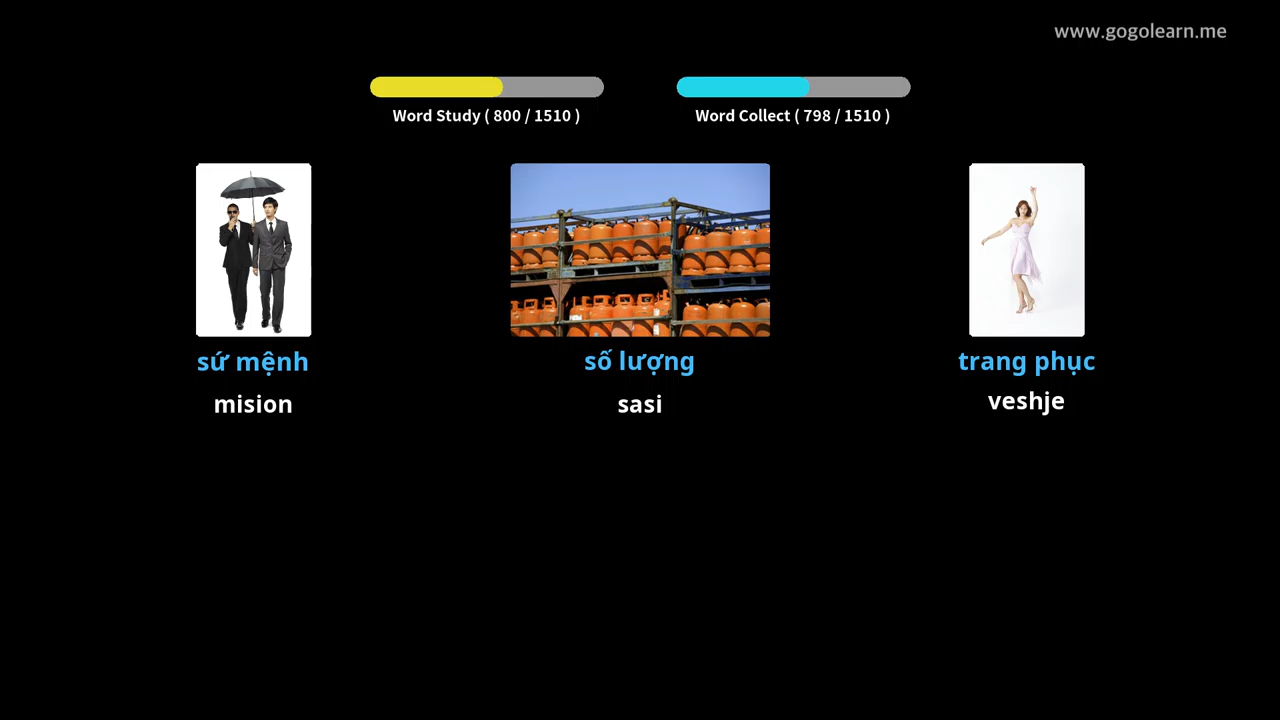 www.gogolearn.me
Word Study ( 800 / 1510 )
Word Collect ( 798 / 1510 )
sứ mệnh
mision
số lượng
sasi
trang phục
veshje